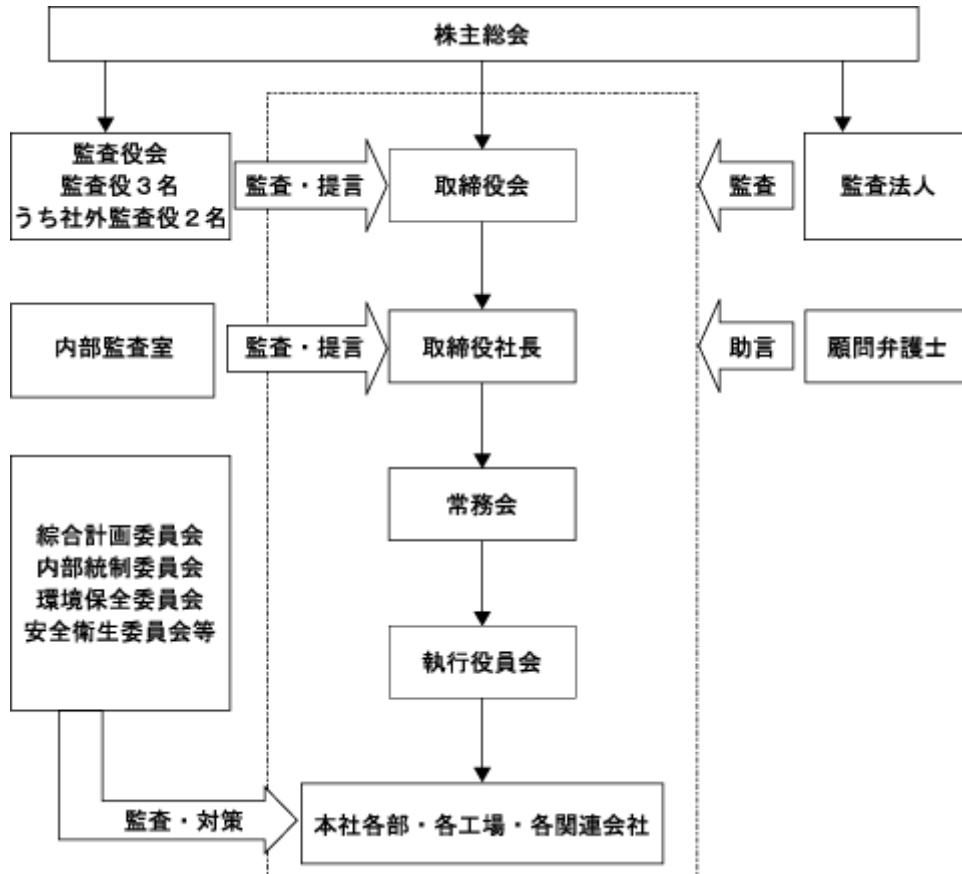 株主総会
監査役会
監査役３名
うち社外監査役２名
監査・提言
取締役会
監査
監査法人
内部監査室
監査・提言
取締役社長
助言
顧問弁護士
常務会
綜合計画委員会
内部統制委員会
環境保全委員会
安全衛生委員会等
執行役員会
監査・対策
本社各部・各工場・各関連会社